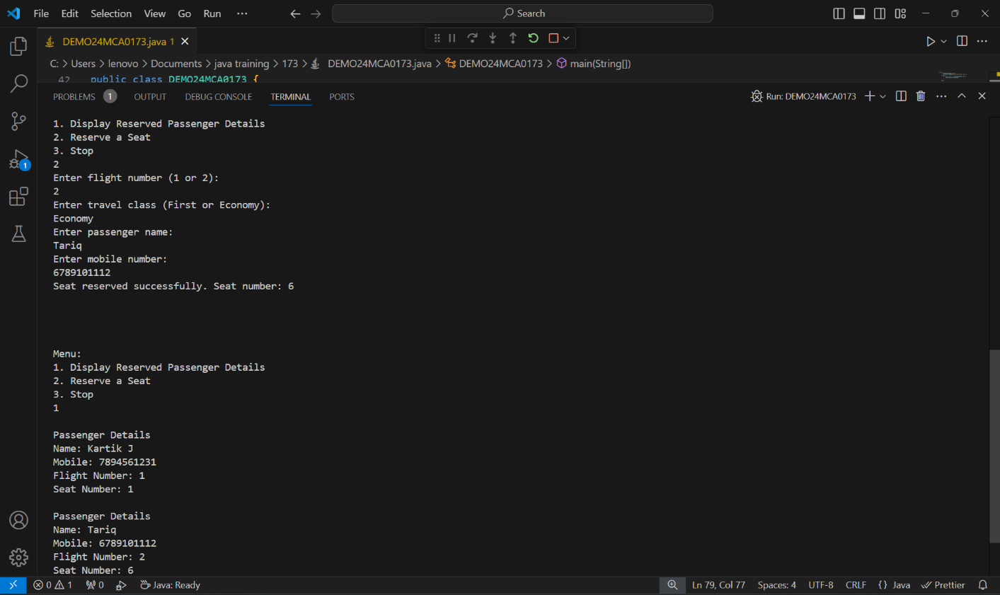 File Edit Selection View Go Run ··· Search
DEMO24MCA0173.java 1
C: > Users > lenovo > Documents > java training > 173 > DEMO24MCA0173.java > DEMO24MCA0173 > main(String[])
42 public class DEMO24MCA0173 {
PROBLEMS 1 OUTPUT DEBUG CONSOLE TERMINAL PORTS Run: DEMO24MCA0173
1. Display Reserved Passenger Details
2. Reserve a Seat
3. Stop
2
Enter flight number (1 or 2):
2
Enter travel class (First or Economy):
Economy
Enter passenger name:
Tariq
Enter mobile number:
6789101112
Seat reserved successfully. Seat number: 6
Menu:
1. Display Reserved Passenger Details
2. Reserve a Seat
3. Stop
1
Passenger Details
Name: Kartik J
Mobile: 7894561231
Flight Number: 1
Seat Number: 1
Passenger Details
Name: Tariq
Mobile: 6789101112
Flight Number: 2
Seat Number: 6
1
0 1 0 Java: Ready Ln 79, Col 77 Spaces: 4 UTF-8 CRLF {} Java Prettier